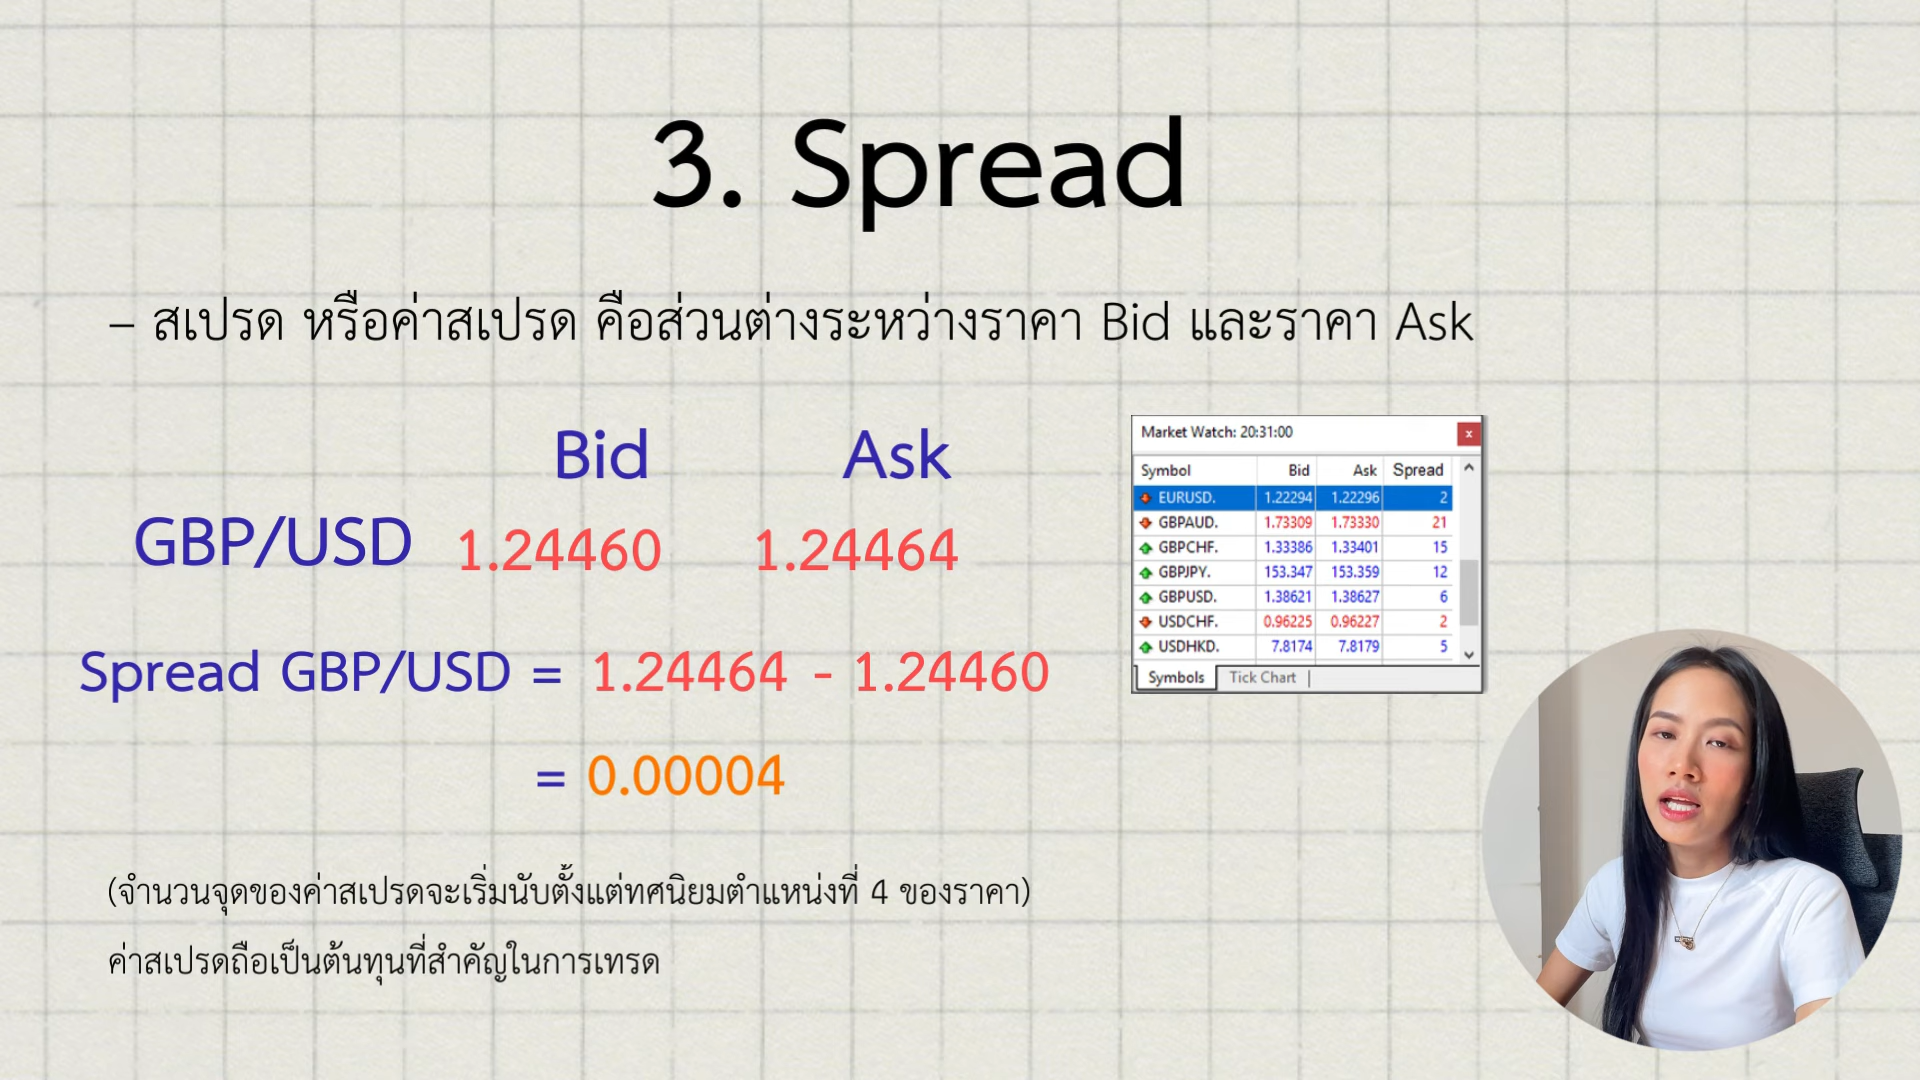 3. Spread
– สเปรด หรือค่าสเปรด คือส่วนต่างระหว่างราคา Bid และราคา Ask
Bid Ask
GBP/USD 1.24460 1.24464
Spread GBP/USD = 1.24464 - 1.24460
= 0.00004
(จำนวนจุดของค่าสเปรดจะเริ่มนับตั้งแต่ทศนิยมตำแหน่งที่ 4 ของราคา)
ค่าสเปรดถือเป็นต้นทุนที่สำคัญในการเทรด
Market Watch: 20:31:00
Symbol Bid Ask Spread
EURUSD. 1.22294 1.22296 2
GBPAUD. 1.73309 1.73330 21
GBPCHF. 1.33386 1.33401 15
GBPJPY. 153.347 153.359 12
GBPUSD. 1.38621 1.38627 6
USDCHF. 0.96225 0.96227 2
USDHKD. 7.8174 7.8179 5
Symbols Tick Chart